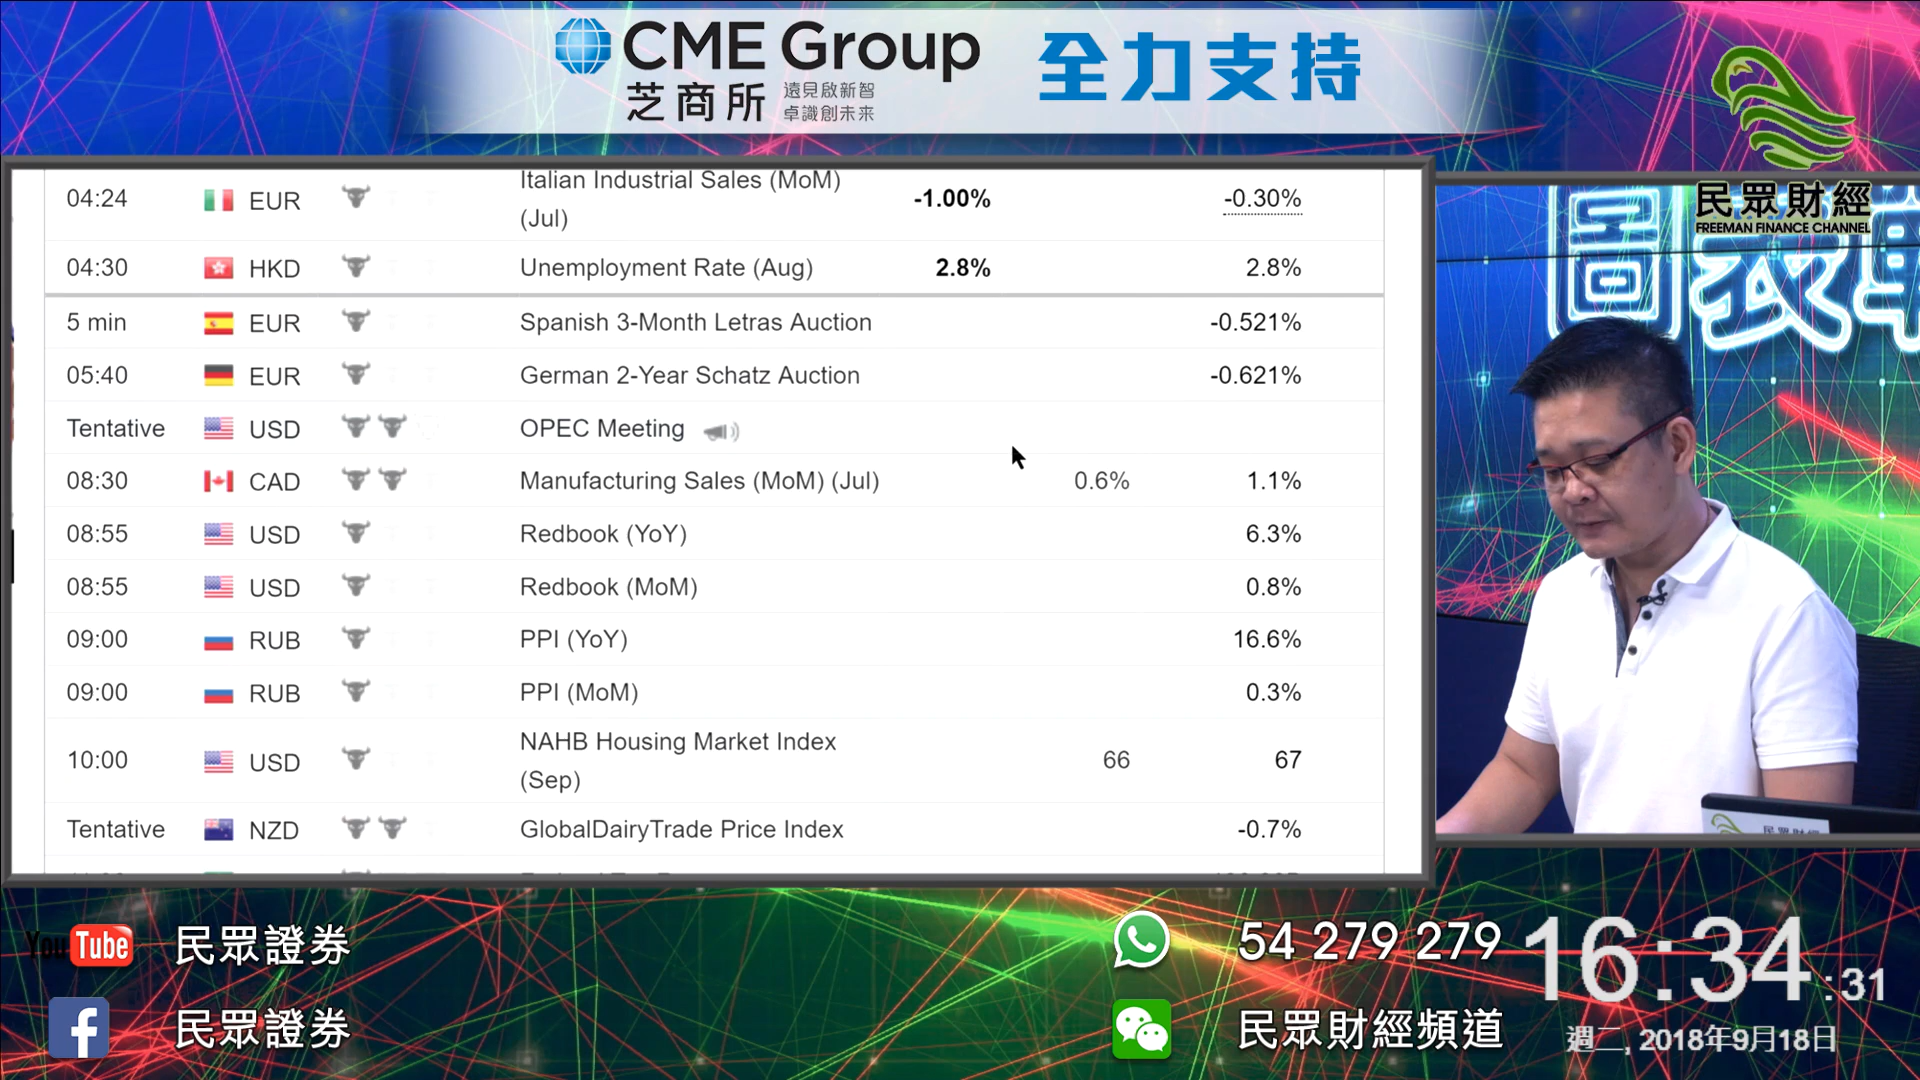 CME Group
芝商所
遠見啟新智
卓識創未来
全力支持
民眾財經
FREEMAN FINANCE CHANNEL
圖表
04:24 EUR Italian Industrial Sales (MoM) (Jul) -1.00% -0.30%
04:30 HKD Unemployment Rate (Aug) 2.8% 2.8%
5 min EUR Spanish 3-Month Letras Auction -0.521%
05:40 EUR German 2-Year Schatz Auction -0.621%
Tentative USD OPEC Meeting
08:30 CAD Manufacturing Sales (MoM) (Jul) 0.6% 1.1%
08:55 USD Redbook (YoY) 6.3%
08:55 USD Redbook (MoM) 0.8%
09:00 RUB PPI (YoY) 16.6%
09:00 RUB PPI (MoM) 0.3%
10:00 USD NAHB Housing Market Index (Sep) 66 67
Tentative NZD GlobalDairyTrade Price Index -0.7%
民眾財經
YouTube 民眾證券
f 民眾證券
54 279 279
民眾財經頻道
16:34:31
週二, 2018年9月18日